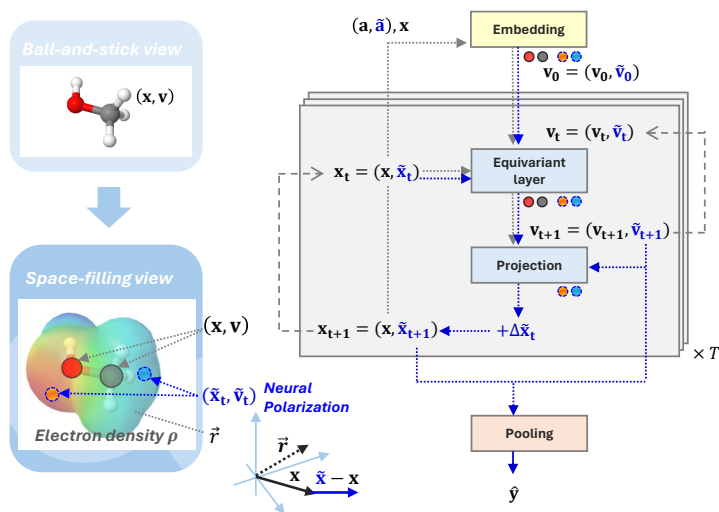 Ball-and-stick view
(x, v)
Space-filling view
(x, v)
(x̃ₜ, ṽₜ)
Electron density ρ
r⃗
Neural
Polarization
r⃗
x
x̃ − x
(a, ã), x
Embedding
v₀ = (v₀, ṽ₀)
vₜ = (vₜ, ṽₜ)
xₜ = (x, x̃ₜ)
Equivariant
layer
vₜ₊₁ = (vₜ₊₁, ṽₜ₊₁)
Projection
xₜ₊₁ = (x, x̃ₜ₊₁)
+Δx̃ₜ
× T
Pooling
ŷ